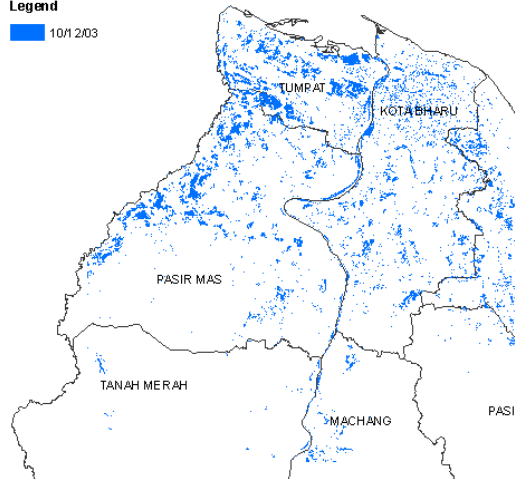 Legend
10/12/03
TUMPAT
KOTA BHARU
PASIR MAS
TANAH MERAH
MACHANG
PASI